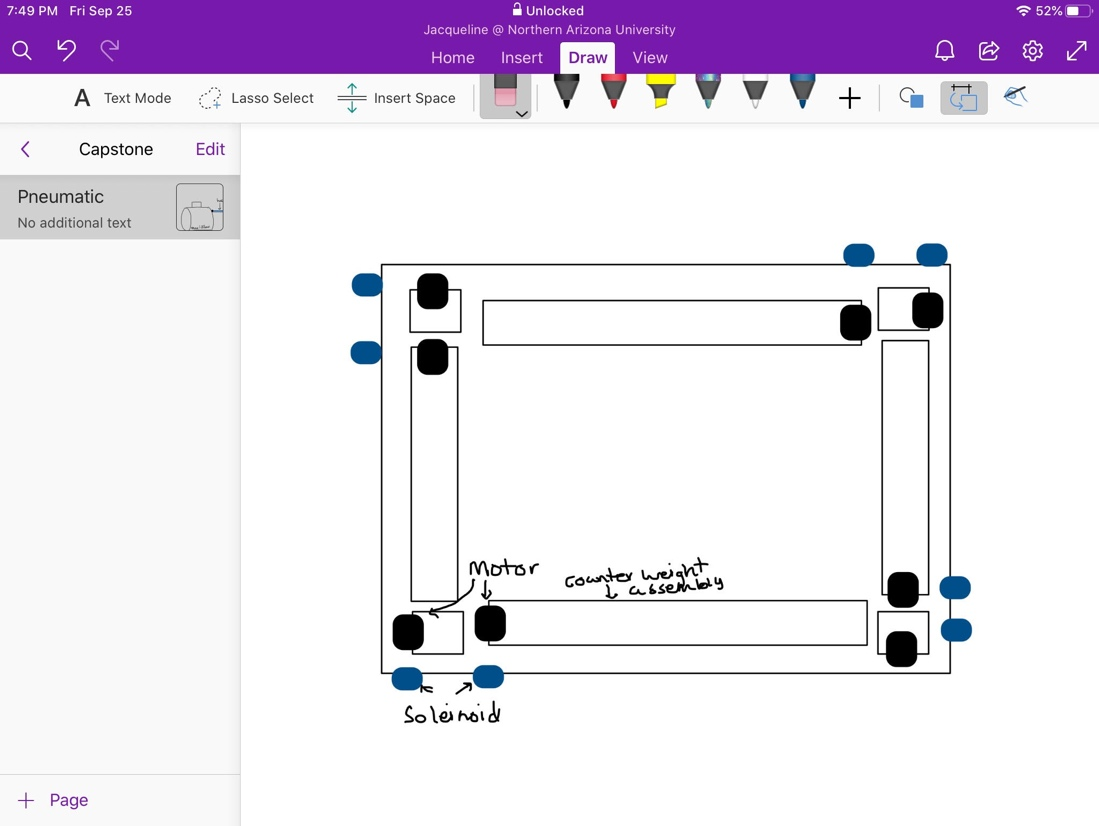 7:49 PM Fri Sep 25
Unlocked
52%
Jacqueline @ Northern Arizona University
Home Insert Draw View
A Text Mode Lasso Select Insert Space
Capstone Edit
Pneumatic
No additional text
Motor
Counter weight
assembly
Soleinoid
+ Page